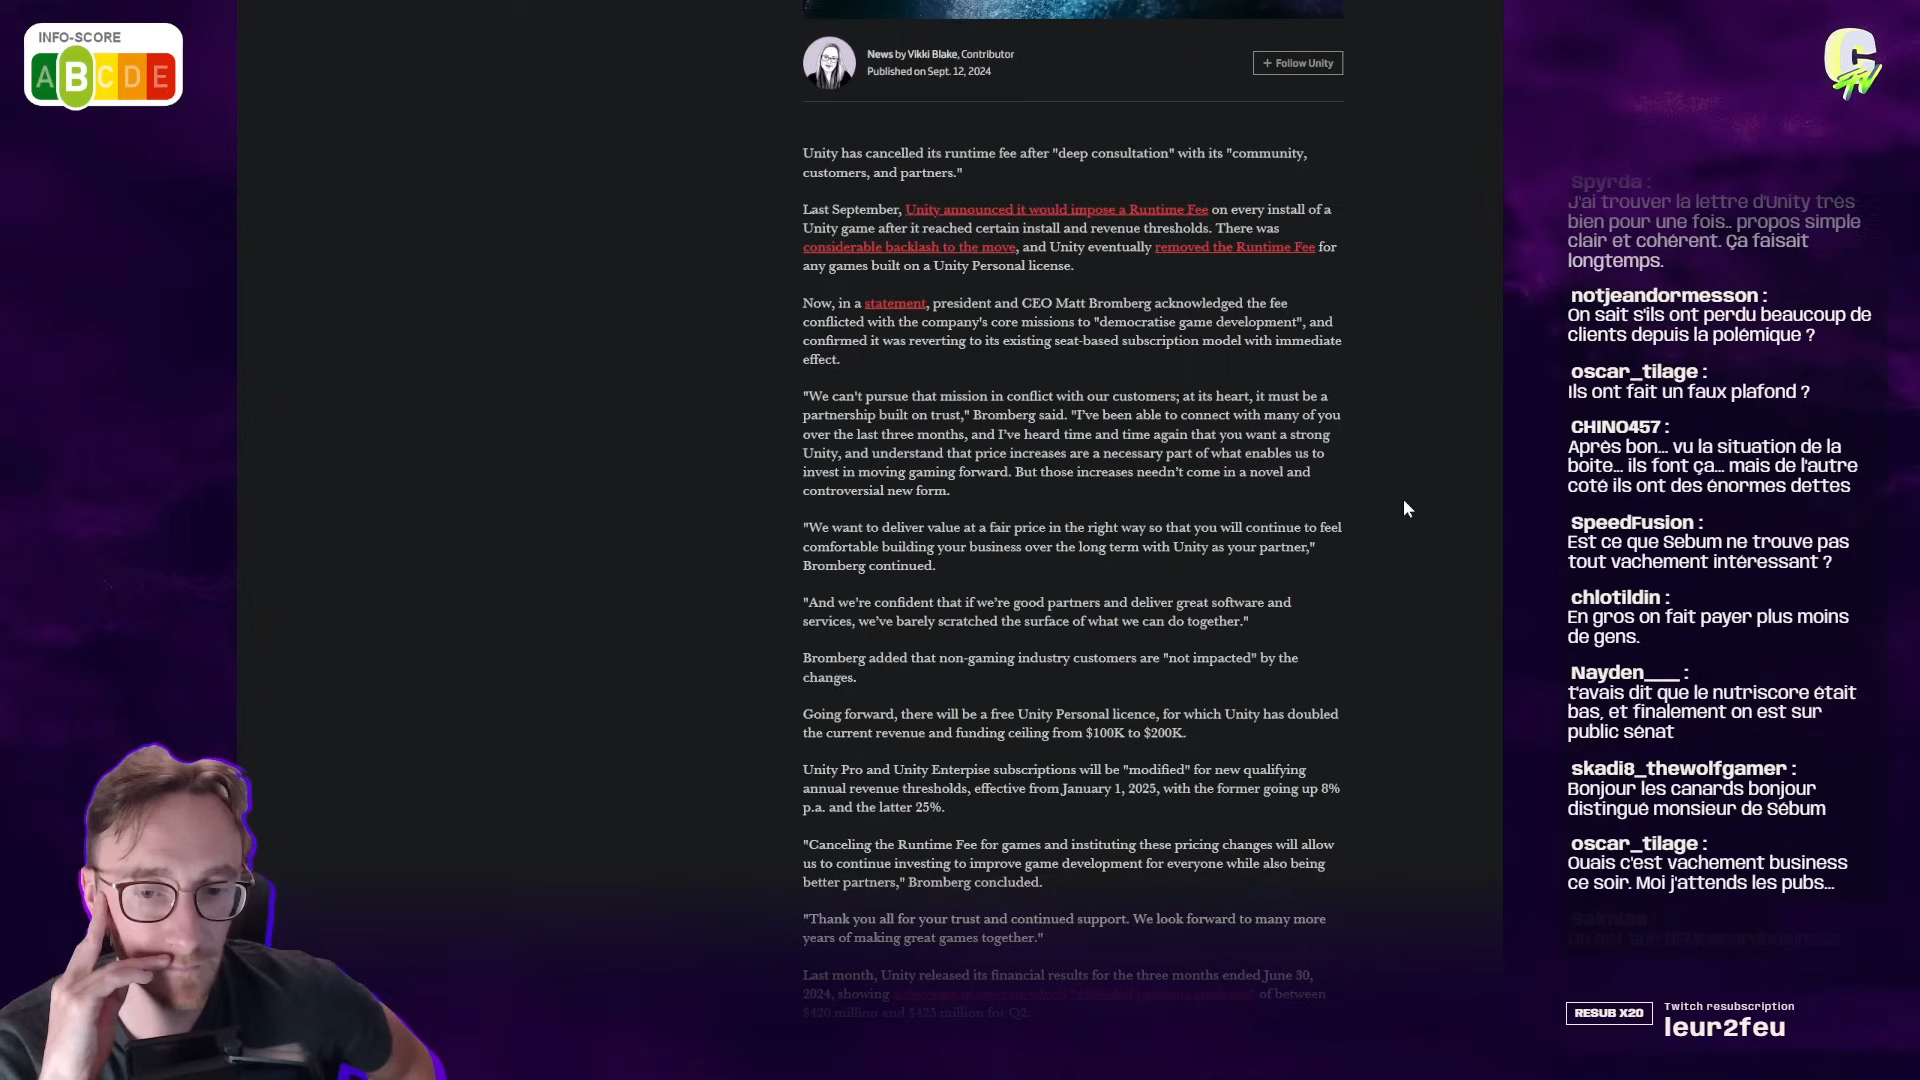 INFO-SCORE
A B C D E
News by Vikki Blake, Contributor
Published on Sept. 12, 2024
+ Follow Unity
Unity has cancelled its runtime fee after "deep consultation" with its "community,
customers, and partners."
Last September, Unity announced it would impose a Runtime Fee on every install of a
Unity game after it reached certain install and revenue thresholds. There was
considerable backlash to the move, and Unity eventually removed the Runtime Fee for
any games built on a Unity Personal license.
Now, in a statement, president and CEO Matt Bromberg acknowledged the fee
conflicted with the company's core missions to "democratise game development", and
confirmed it was reverting to its existing seat-based subscription model with immediate
effect.
"We can't pursue that mission in conflict with our customers; at its heart, it must be a
partnership built on trust," Bromberg said. "I've been able to connect with many of you
over the last three months, and I've heard time and time again that you want a strong
Unity, and understand that price increases are a necessary part of what enables us to
invest in moving gaming forward. But those increases needn't come in a novel and
controversial new form.
"We want to deliver value at a fair price in the right way so that you will continue to feel
comfortable building your business over the long term with Unity as your partner,"
Bromberg continued.
"And we're confident that if we're good partners and deliver great software and
services, we've barely scratched the surface of what we can do together."
Bromberg added that non-gaming industry customers are "not impacted" by the
changes.
Going forward, there will be a free Unity Personal licence, for which Unity has doubled
the current revenue and funding ceiling from $100K to $200K.
Unity Pro and Unity Enterpise subscriptions will be "modified" for new qualifying
annual revenue thresholds, effective from January 1, 2025, with the former going up 8%
p.a. and the latter 25%.
"Canceling the Runtime Fee for games and instituting these pricing changes will allow
us to continue investing to improve game development for everyone while also being
better partners," Bromberg concluded.
"Thank you all for your trust and continued support. We look forward to many more
years of making great games together."
Last month, Unity released its financial results for the three months ended June 30,
2024, showing of between
$420 million and $425 million for Q2.
C TV
Spyrda :
J'ai trouver la lettre d'Unity très
bien pour une fois.. propos simple
clair et cohérent. Ça faisait
longtemps.
notjeandormesson :
On sait s'ils ont perdu beaucoup de
clients depuis la polémique ?
oscar_tilage :
Ils ont fait un faux plafond ?
CHINO457 :
Après bon... vu la situation de la
boite... ils font ça... mais de l'autre
coté ils ont des énormes dettes
SpeedFusion :
Est ce que Sebum ne trouve pas
tout vachement intéressant ?
chlotildin :
En gros on fait payer plus moins
de gens.
Nayden___ :
t'avais dit que le nutriscore était
bas, et finalement on est sur
public sénat
skadi8_thewolfgamer :
Bonjour les canards bonjour
distingué monsieur de Sébum
oscar_tilage :
Ouais c'est vachement business
ce soir. Moi j'attends les pubs...
RESUB X20
Twitch resubscription
leur2feu